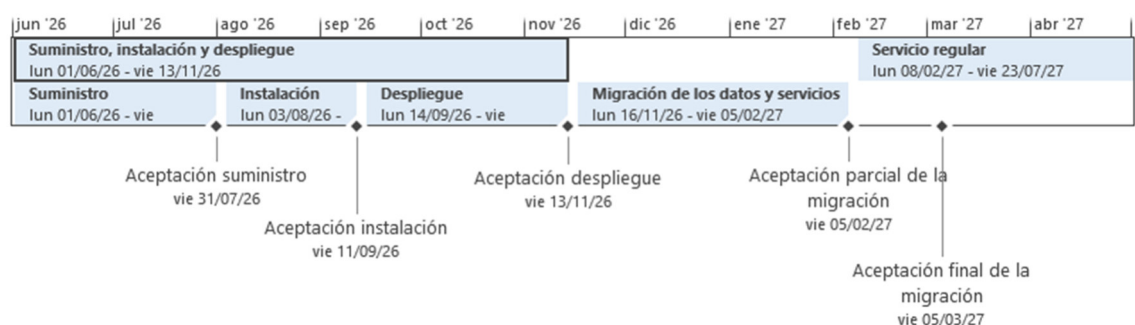 jun '26 jul '26 ago '26 sep '26 oct '26 nov '26 dic '26 ene '27 feb '27 mar '27 abr '27
Suministro, instalación y despliegue
lun 01/06/26 - vie 13/11/26
Servicio regular
lun 08/02/27 - vie 23/07/27
Suministro
lun 01/06/26 - vie
Instalación
lun 03/08/26 -
Despliegue
lun 14/09/26 - vie
Migración de los datos y servicios
lun 16/11/26 - vie 05/02/27
Aceptación suministro
vie 31/07/26
Aceptación instalación
vie 11/09/26
Aceptación despliegue
vie 13/11/26
Aceptación parcial de la
migración
vie 05/02/27
Aceptación final de la
migración
vie 05/03/27